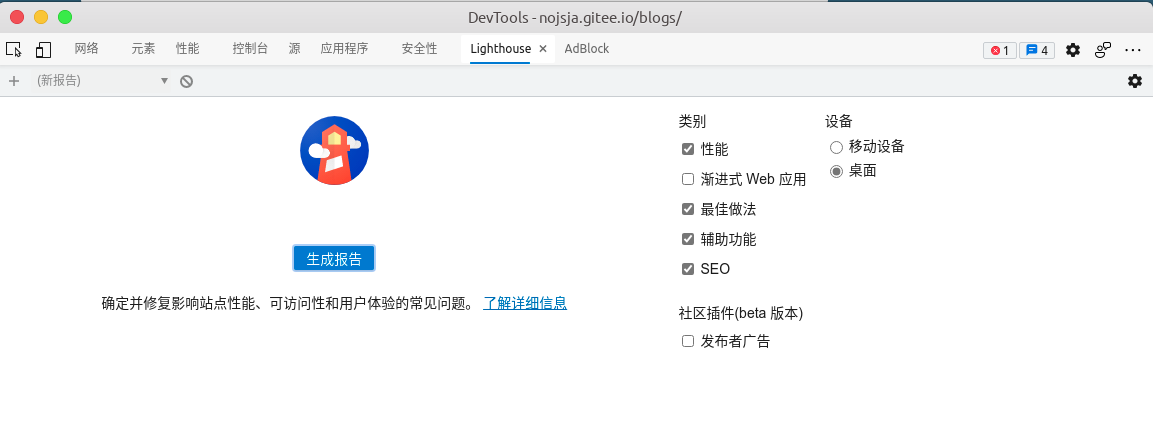 DevTools - nojsja.gitee.io/blogs/
网络 元素 性能 控制台 源 应用程序 安全性 Lighthouse × AdBlock 1 4
(新报告)
类别 设备
性能 移动设备
桌面
渐进式 Web 应用
最佳做法
辅助功能
生成报告
SEO
确定并修复影响站点性能、可访问性和用户体验的常见问题。 了解详细信息
社区插件(beta 版本)
发布者广告